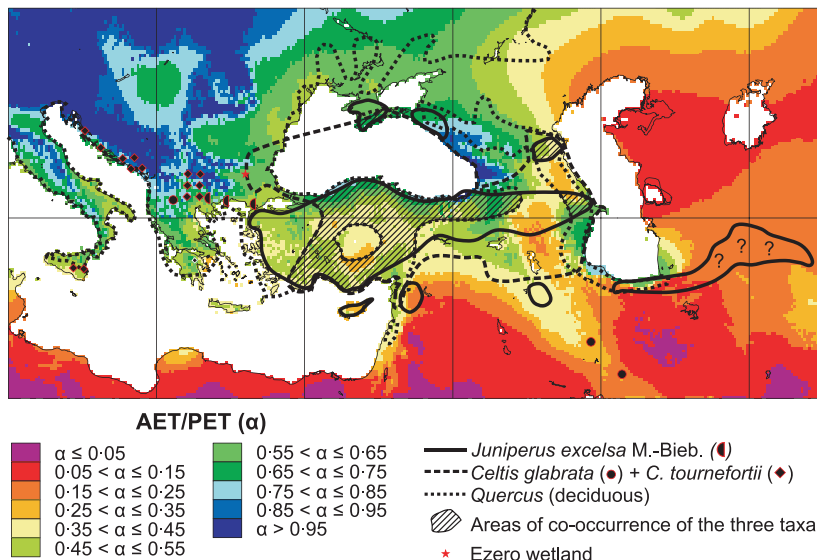 ? ? ?
AET/PET (α)
α ≤ 0·05
0·05 < α ≤ 0·15
0·15 < α ≤ 0·25
0·25 < α ≤ 0·35
0·35 < α ≤ 0·45
0·45 < α ≤ 0·55
0·55 < α ≤ 0·65
0·65 < α ≤ 0·75
0·75 < α ≤ 0·85
0·85 < α ≤ 0·95
α > 0·95
Juniperus excelsa M.-Bieb. ()
Celtis glabrata (●) + C. tournefortii (◆)
Quercus (deciduous)
Areas of co-occurrence of the three taxa
Ezero wetland